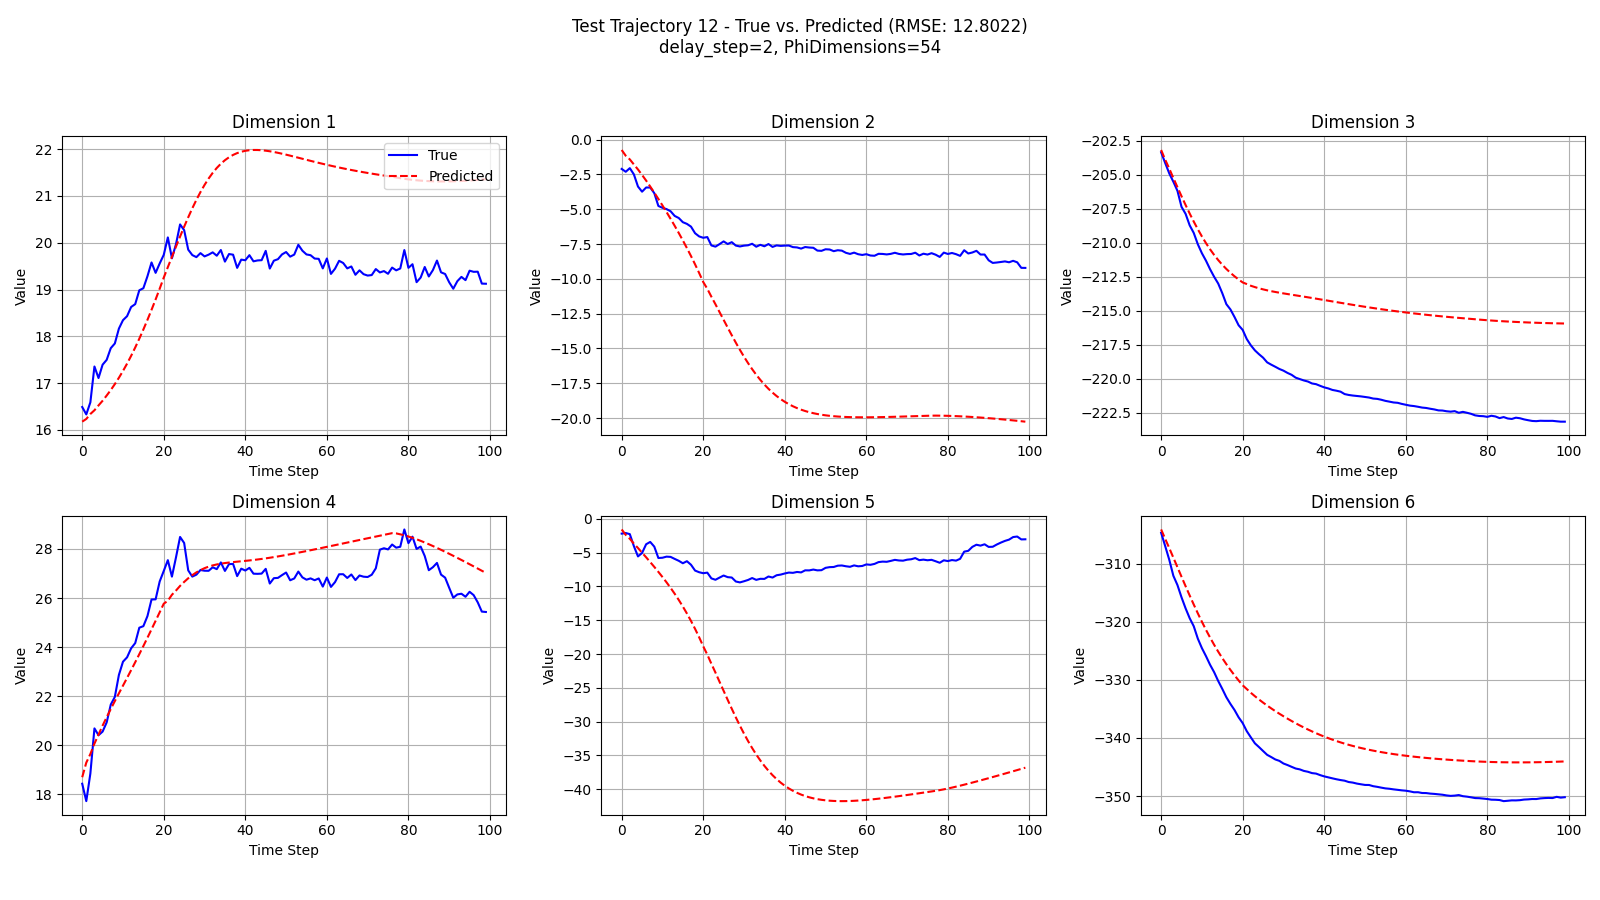 Test Trajectory 12 - True vs. Predicted (RMSE: 12.8022)
delay_step=2, PhiDimensions=54
Dimension 1
22
21
20
19
18
17
16
Value
0 20 40 60 80 100
Time Step
True
Predicted
Dimension 2
0.0
−2.5
−5.0
−7.5
−10.0
−12.5
−15.0
−17.5
−20.0
Value
0 20 40 60 80 100
Time Step
Dimension 3
−202.5
−205.0
−207.5
−210.0
−212.5
−215.0
−217.5
−220.0
−222.5
Value
0 20 40 60 80 100
Time Step
Dimension 4
28
26
24
22
20
18
Value
0 20 40 60 80 100
Time Step
Dimension 5
0
−5
−10
−15
−20
−25
−30
−35
−40
Value
0 20 40 60 80 100
Time Step
Dimension 6
−310
−320
−330
−340
−350
Value
0 20 40 60 80 100
Time Step